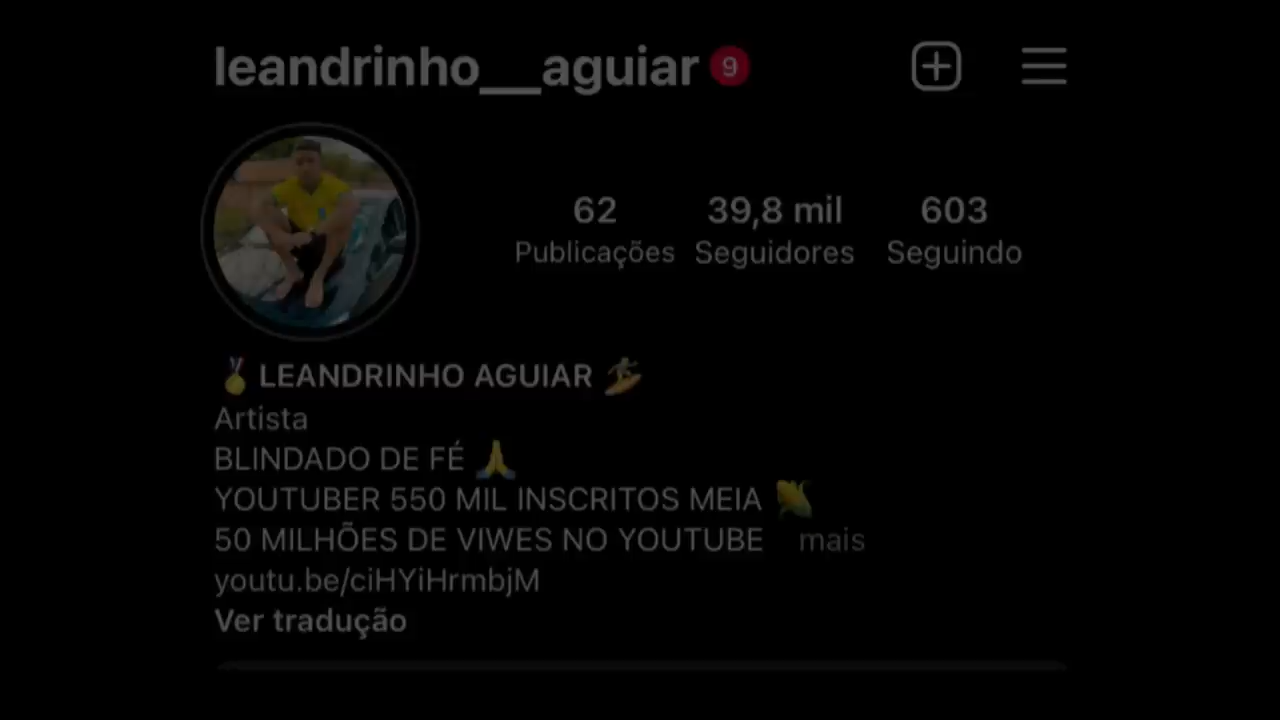 leandrinho__aguiar 9
62 39,8 mil 603
Publicações Seguidores Seguindo
🏅 LEANDRINHO AGUIAR 🏄
Artista
BLINDADO DE FÉ 🙏
YOUTUBER 550 MIL INSCRITOS MEIA 🌽
50 MILHÕES DE VIWES NO YOUTUBE mais
youtu.be/ciHYiHrmbjM
Ver tradução